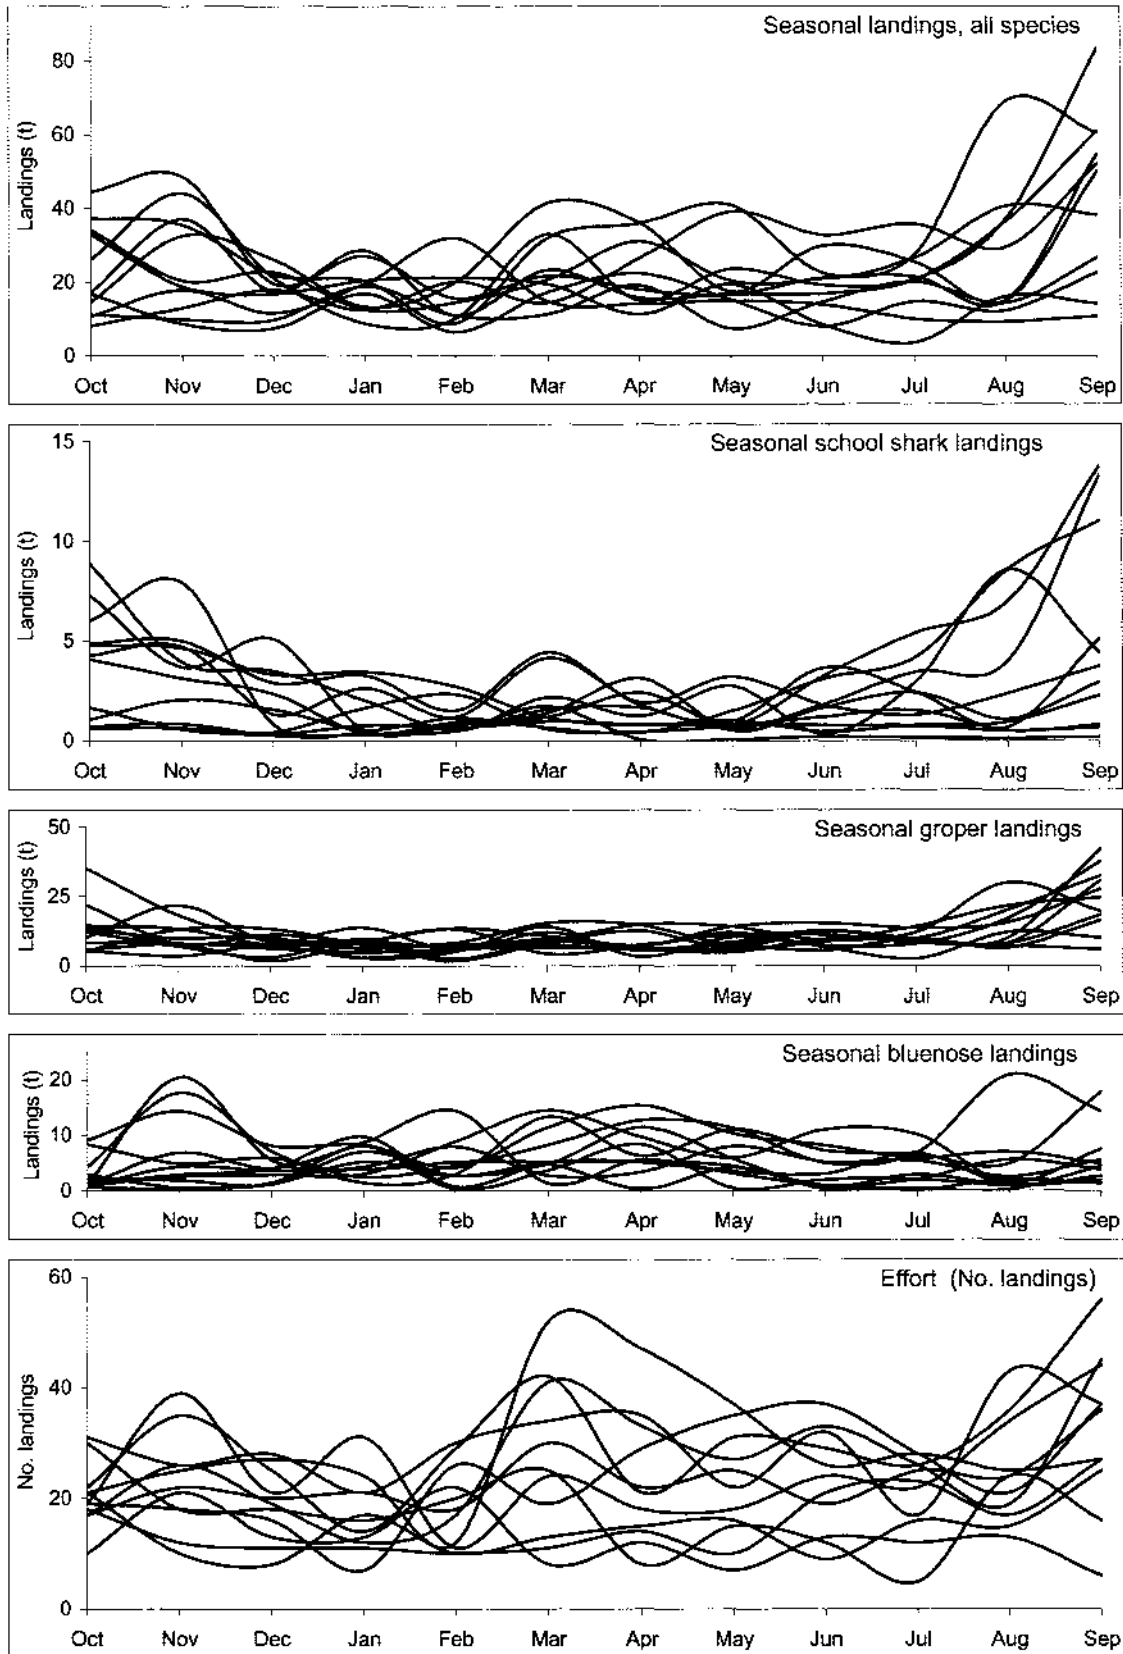 Seasonal landings, all species
Landings (t)
80
60
40
20
0
Oct Nov Dec Jan Feb Mar Apr May Jun Jul Aug Sep
Seasonal school shark landings
Landings (t)
15
10
5
0
Oct Nov Dec Jan Feb Mar Apr May Jun Jul Aug Sep
Seasonal groper landings
Landings (t)
50
25
0
Oct Nov Dec Jan Feb Mar Apr May Jun Jul Aug Sep
Seasonal bluenose landings
Landings (t)
20
10
0
Oct Nov Dec Jan Feb Mar Apr May Jun Jul Aug Sep
Effort (No. landings)
No. landings
60
40
20
0
Oct Nov Dec Jan Feb Mar Apr May Jun Jul Aug Sep